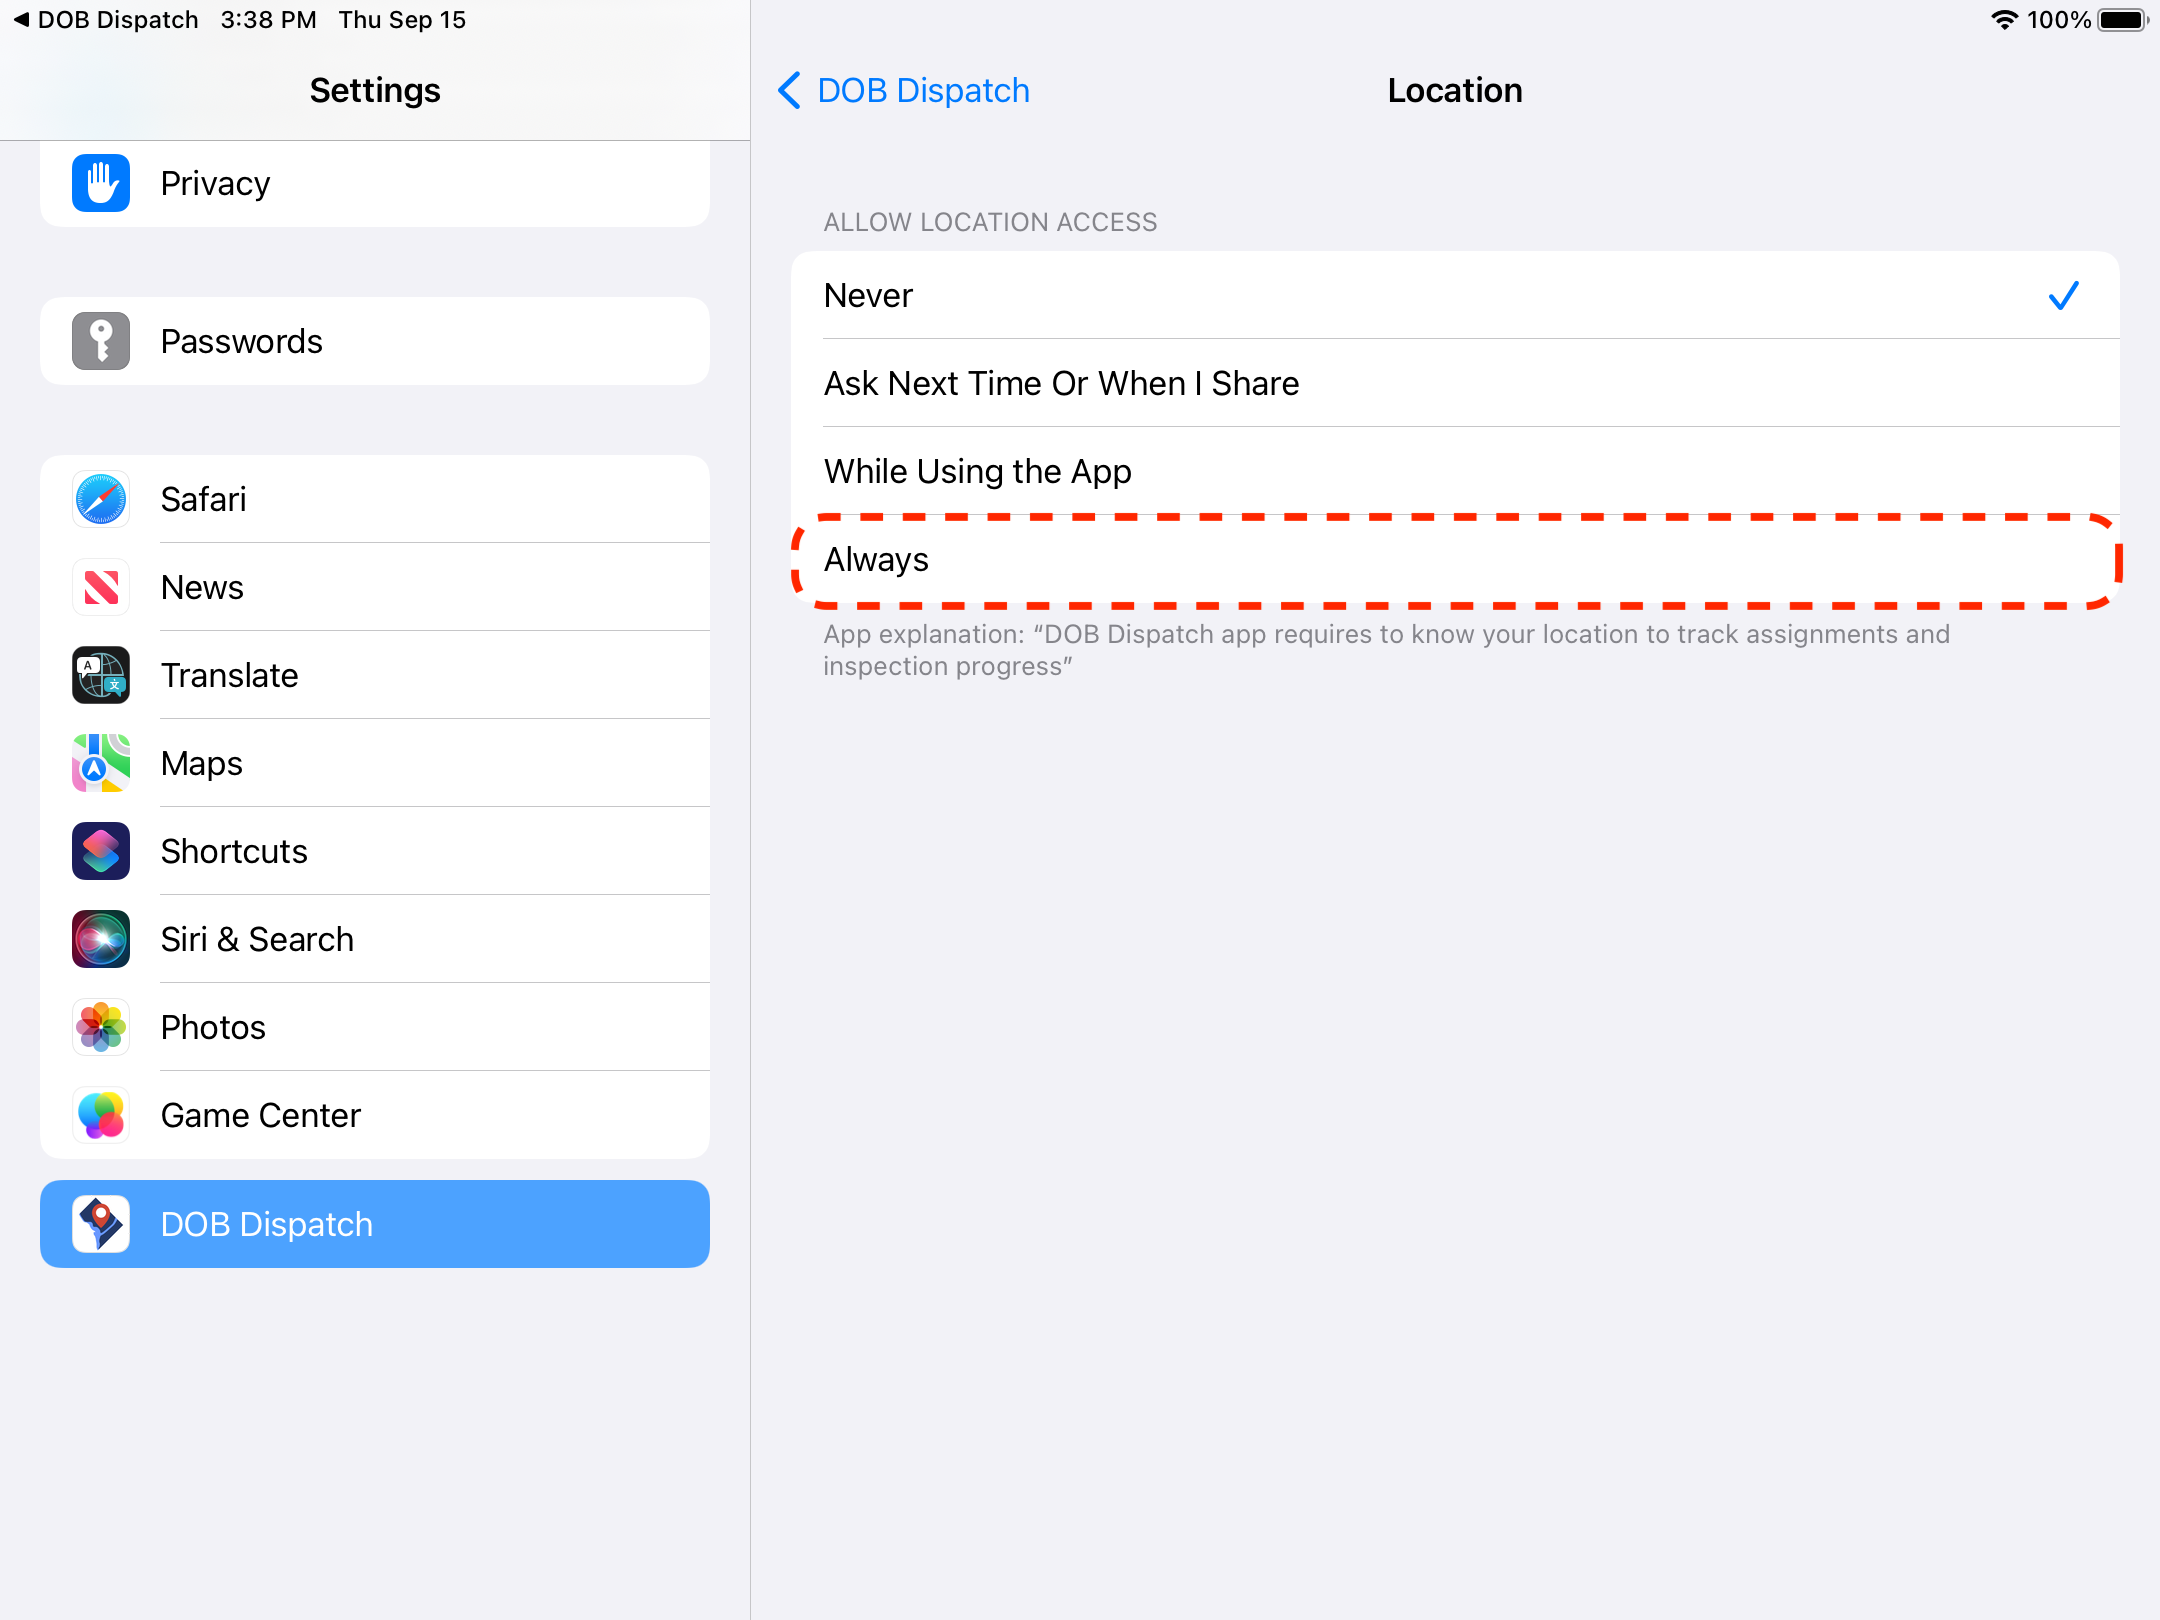 DOB Dispatch 3:38 PM Thu Sep 15
100%
Settings
Privacy
Passwords
Safari
News
Translate
Maps
Shortcuts
Siri & Search
Photos
Game Center
DOB Dispatch
DOB Dispatch
Location
ALLOW LOCATION ACCESS
Never
Ask Next Time Or When I Share
While Using the App
Always
App explanation: “DOB Dispatch app requires to know your location to track assignments and
inspection progress”